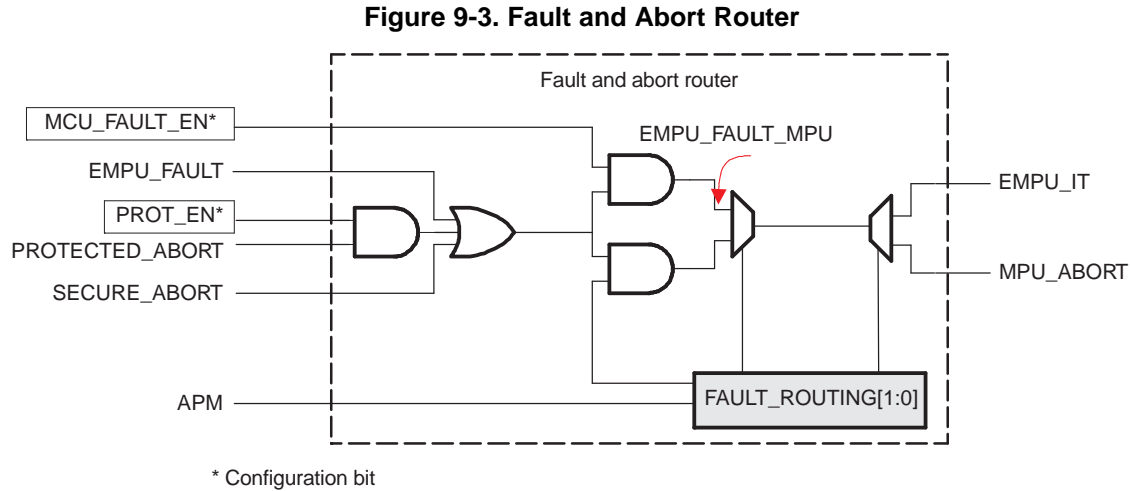 Figure 9-3. Fault and Abort Router
Fault and abort router
MCU_FAULT_EN*
EMPU_FAULT_MPU
EMPU_FAULT
EMPU_IT
PROT_EN*
PROTECTED_ABORT
MPU_ABORT
SECURE_ABORT
APM
FAULT_ROUTING[1:0]
* Configuration bit